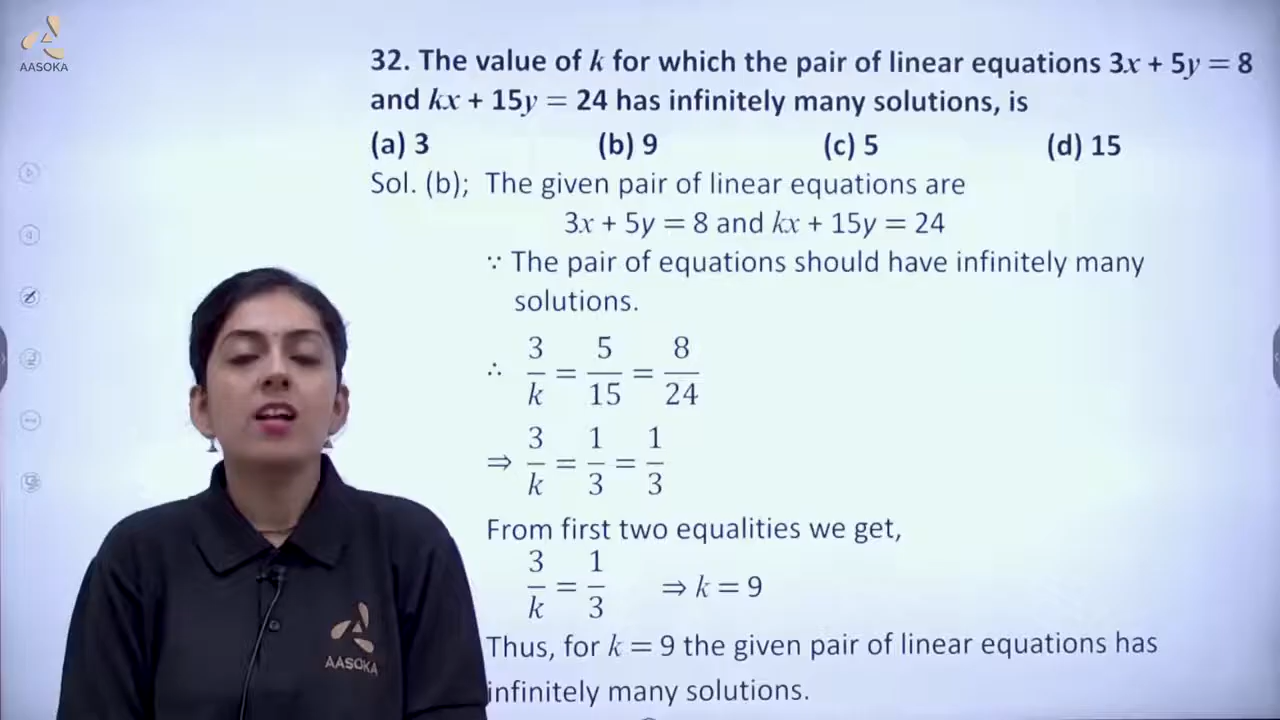 AASOKA
32. The value of k for which the pair of linear equations 3x + 5y = 8
and kx + 15y = 24 has infinitely many solutions, is
(a) 3 (b) 9 (c) 5 (d) 15
Sol. (b); The given pair of linear equations are
3x + 5y = 8 and kx + 15y = 24
∵ The pair of equations should have infinitely many
solutions.
∴ 3/k = 5/15 = 8/24
⇒ 3/k = 1/3 = 1/3
From first two equalities we get,
3/k = 1/3 ⇒ k = 9
Thus, for k = 9 the given pair of linear equations has
infinitely many solutions.
AASOKA